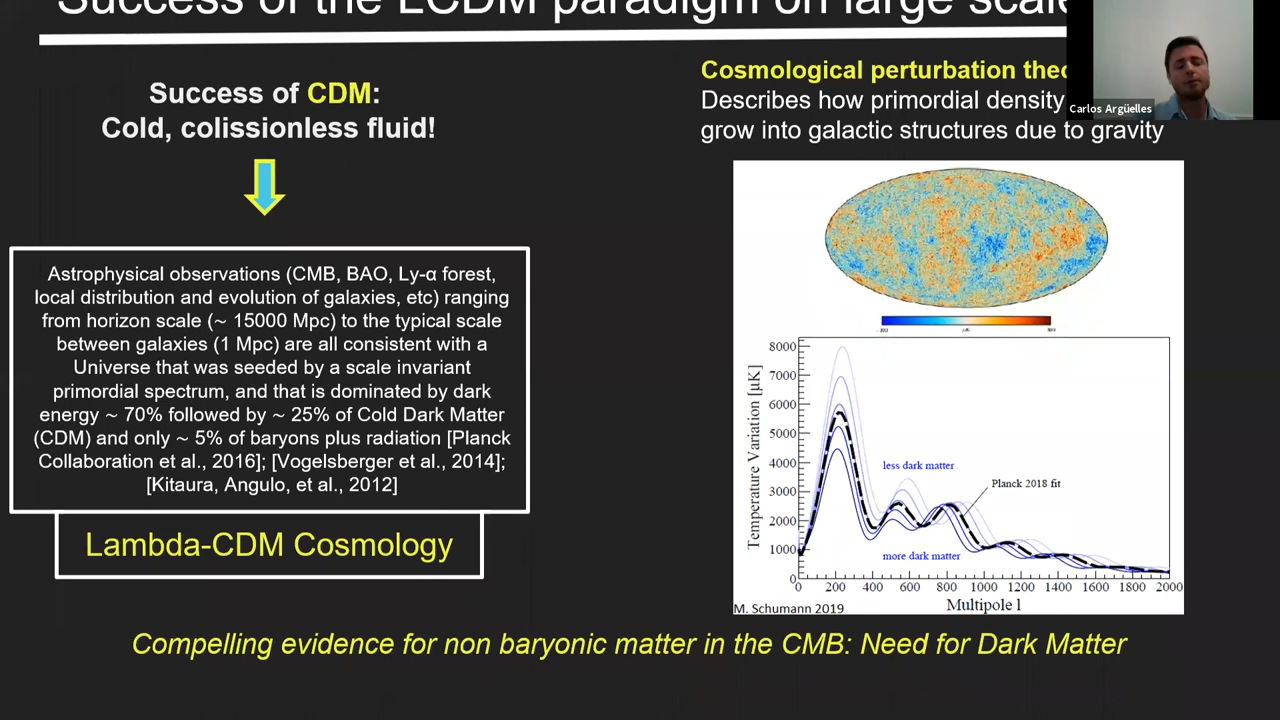 Success of the LCDM paradigm on large scale
Carlos Argüelles
Success of CDM:
Cold, colissionless fluid!
Astrophysical observations (CMB, BAO, Ly-α forest,
local distribution and evolution of galaxies, etc) ranging
from horizon scale (~ 15000 Mpc) to the typical scale
between galaxies (1 Mpc) are all consistent with a
Universe that was seeded by a scale invariant
primordial spectrum, and that is dominated by dark
energy ~ 70% followed by ~ 25% of Cold Dark Matter
(CDM) and only ~ 5% of baryons plus radiation [Planck
Collaboration et al., 2016]; [Vogelsberger et al., 2014];
[Kitaura, Angulo, et al., 2012]
Lambda-CDM Cosmology
Cosmological perturbation
Describes how primordial density
grow into galactic structures due to gravity
8000
7000
6000
5000
4000
3000
2000
1000
0
Temperature Variation [µK]
less dark matter
Planck 2018 fit
more dark matter
0 200 400 600 800 1000 1200 1400 1600 1800 2000
Multipole l
M. Schumann 2019
Compelling evidence for non baryonic matter in the CMB: Need for Dark Matter